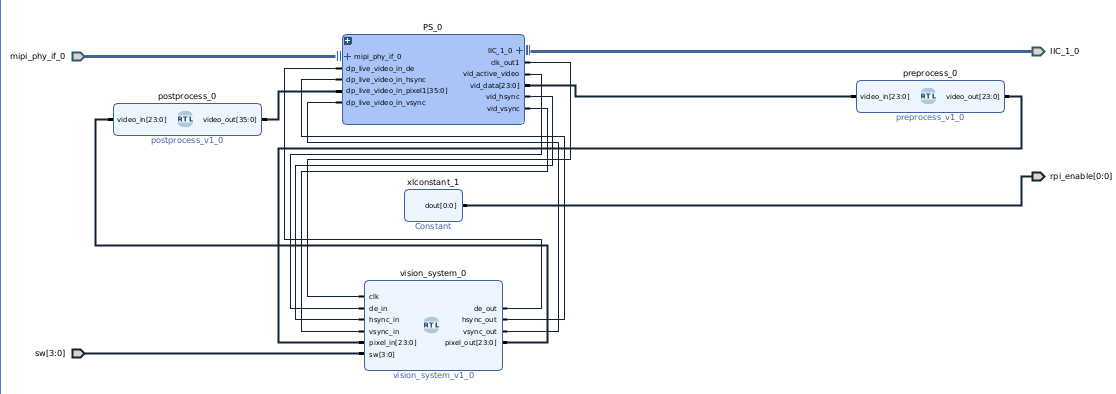 PS_0
mipi_phy_if_0
mipi_phy_if_0
dp_live_video_in_de
dp_live_video_in_hsync
dp_live_video_in_pixel1[35:0]
dp_live_video_in_vsync
IIC_1_0
clk_out1
vid_active_video
vid_data[23:0]
vid_hsync
vid_vsync
IIC_1_0
preprocess_0
video_in[23:0]
RTL
video_out[23:0]
preprocess_v1_0
postprocess_0
video_in[23:0]
RTL
video_out[35:0]
postprocess_v1_0
xlconstant_1
dout[0:0]
Constant
rpi_enable[0:0]
vision_system_0
clk
de_in
hsync_in
vsync_in
pixel_in[23:0]
sw[3:0]
RTL
de_out
hsync_out
vsync_out
pixel_out[23:0]
vision_system_v1_0
sw[3:0]